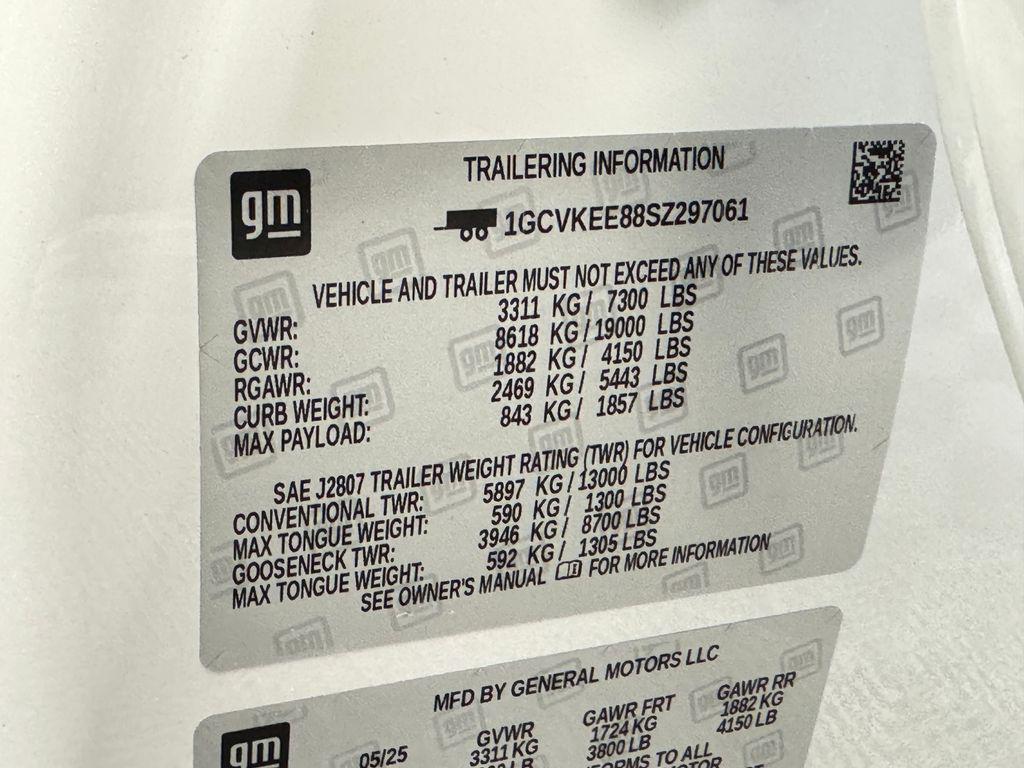 gm
TRAILERING INFORMATION
1GCVKEE88SZ297061
VEHICLE AND TRAILER MUST NOT EXCEED ANY OF THESE VALUES.
GVWR: 3311 KG/ 7300 LBS
GCWR: 8618 KG/19000 LBS
RGAWR: 1882 KG/ 4150 LBS
CURB WEIGHT: 2469 KG/ 5443 LBS
MAX PAYLOAD: 843 KG/ 1857 LBS
SAE J2807 TRAILER WEIGHT RATING (TWR) FOR VEHICLE CONFIGURATION.
CONVENTIONAL TWR: 5897 KG/13000 LBS
MAX TONGUE WEIGHT: 590 KG/ 1300 LBS
GOOSENECK TWR: 3946 KG/ 8700 LBS
MAX TONGUE WEIGHT: 592 KG/ 1305 LBS
SEE OWNER'S MANUAL FOR MORE INFORMATION
gm
MFD BY GENERAL MOTORS LLC
05/25 GVWR GAWR FRT GAWR RR
3311 KG 1724 KG 1882 KG
3800 LB 4150 LB
TO ALL